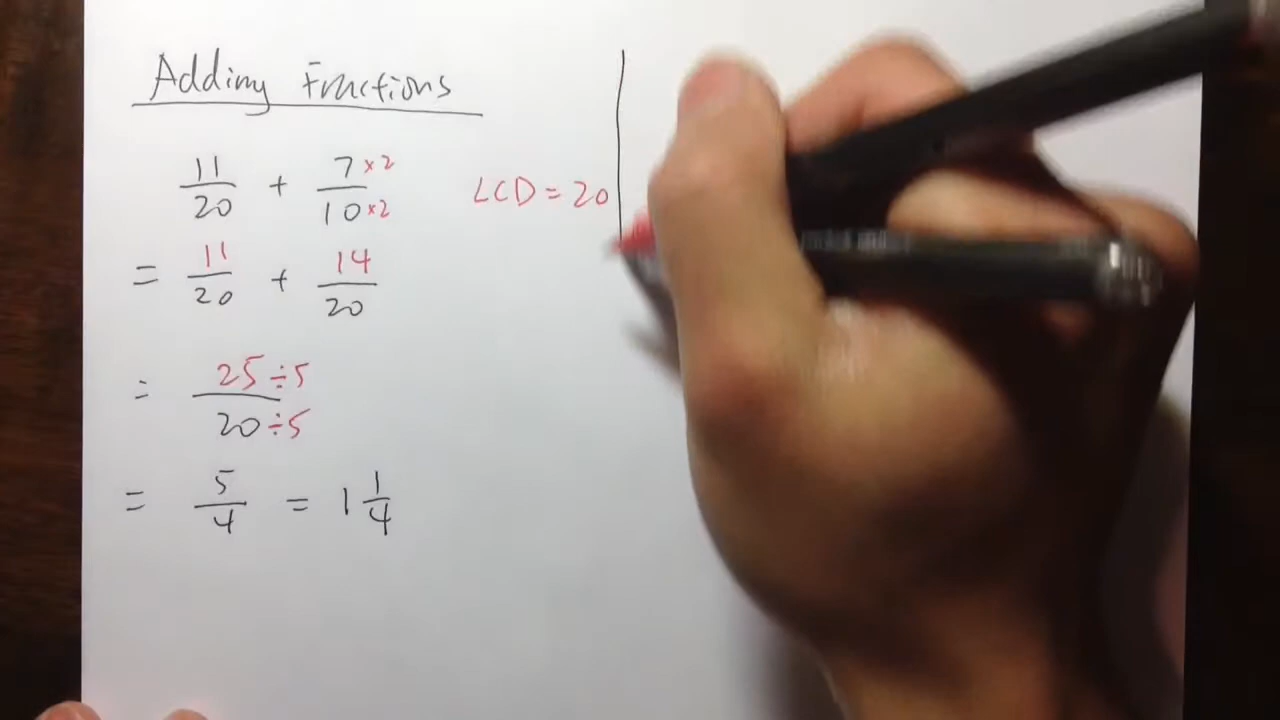 Adding Fractions
11/20 + 7×2/10×2 LCD = 20
= 11/20 + 14/20
= 25÷5/20÷5
= 5/4 = 1 1/4